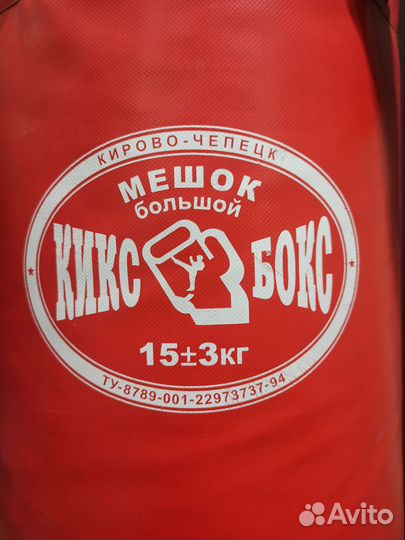 КИРОВО-ЧЕПЕЦК
МЕШОК
большой
КИКС БОКС
15±3кг
ТУ-8789-001-22973737-94
Avito